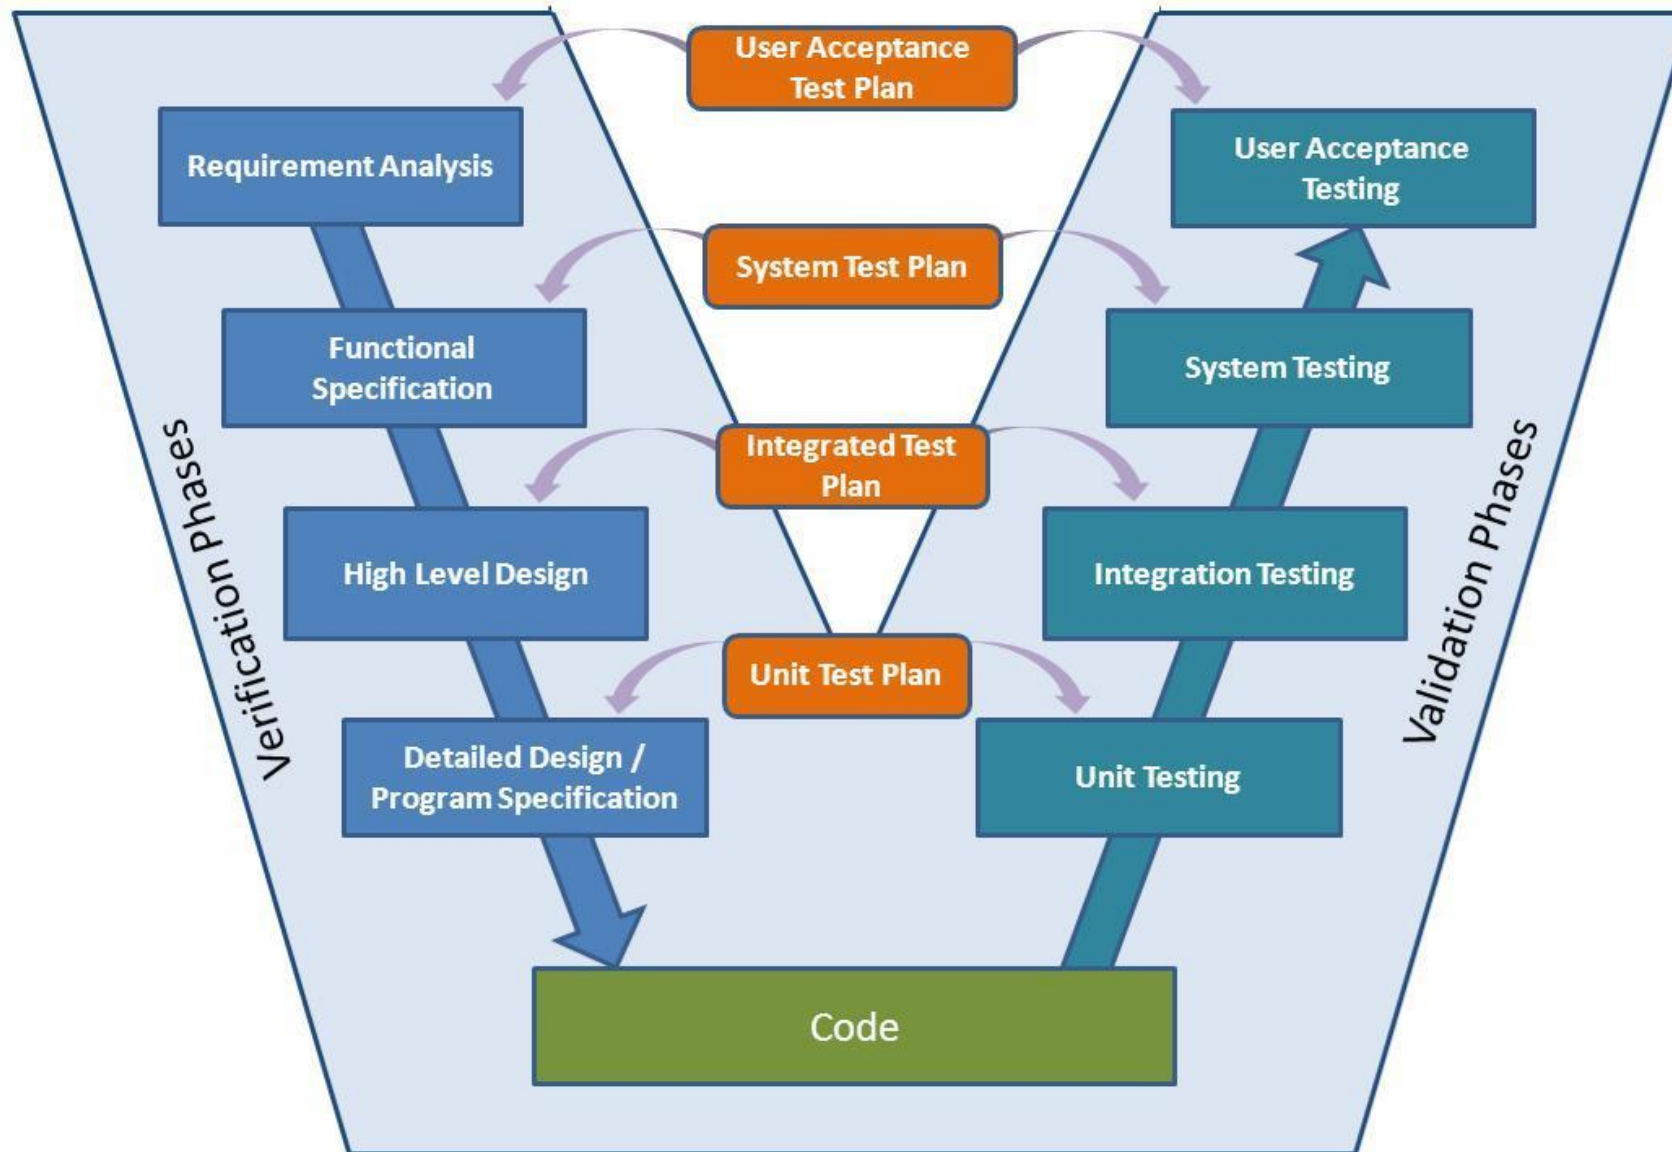 User Acceptance
Test Plan
Requirement Analysis
User Acceptance
Testing
System Test Plan
Functional
Specification
System Testing
Integrated Test
Plan
Verification Phases
Validation Phases
High Level Design
Integration Testing
Unit Test Plan
Detailed Design /
Program Specification
Unit Testing
Code